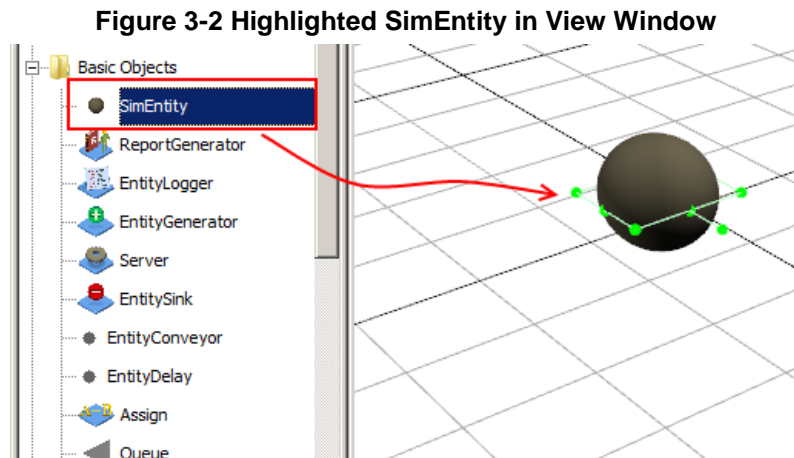 Figure 3-2 Highlighted SimEntity in View Window
Basic Objects
SimEntity
ReportGenerator
EntityLogger
EntityGenerator
Server
EntitySink
EntityConveyor
EntityDelay
A=B
Assign
Queue